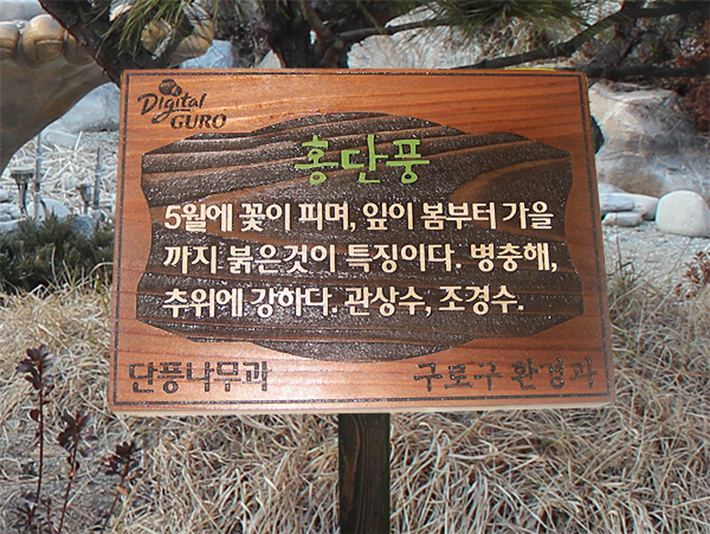 Digital
GURO
홍단풍
5월에 꽃이 피며, 잎이 봄부터 가을
까지 붉은것이 특징이다. 병충해,
추위에 강하다. 관상수, 조경수.
단풍나무과 구로구 환경과